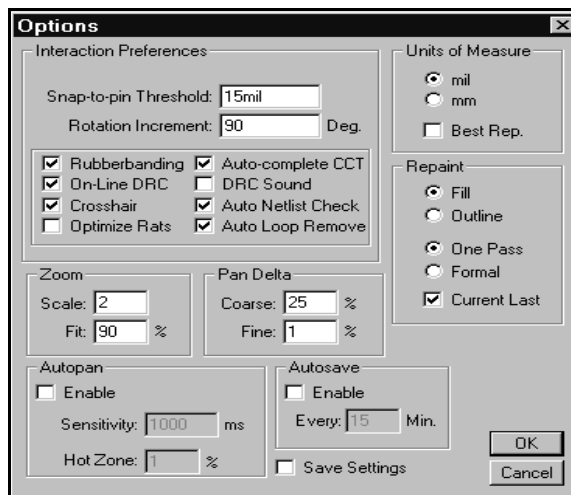 Options
Interaction Preferences
Snap-to-pin Threshold: 15mil
Rotation Increment: 90 Deg.
Rubberbanding
Auto-complete CCT
On-Line DRC
DRC Sound
Crosshair
Auto Netlist Check
Optimize Rats
Auto Loop Remove
Units of Measure
mil
mm
Best Rep.
Repaint
Fill
Outline
One Pass
Formal
Current Last
Zoom
Scale: 2
Fit: 90 %
Pan Delta
Coarse: 25 %
Fine: 1 %
Autopan
Enable
Sensitivity: 1000 ms
Hot Zone: 1 %
Autosave
Enable
Every: 15 Min.
Save Settings
OK
Cancel